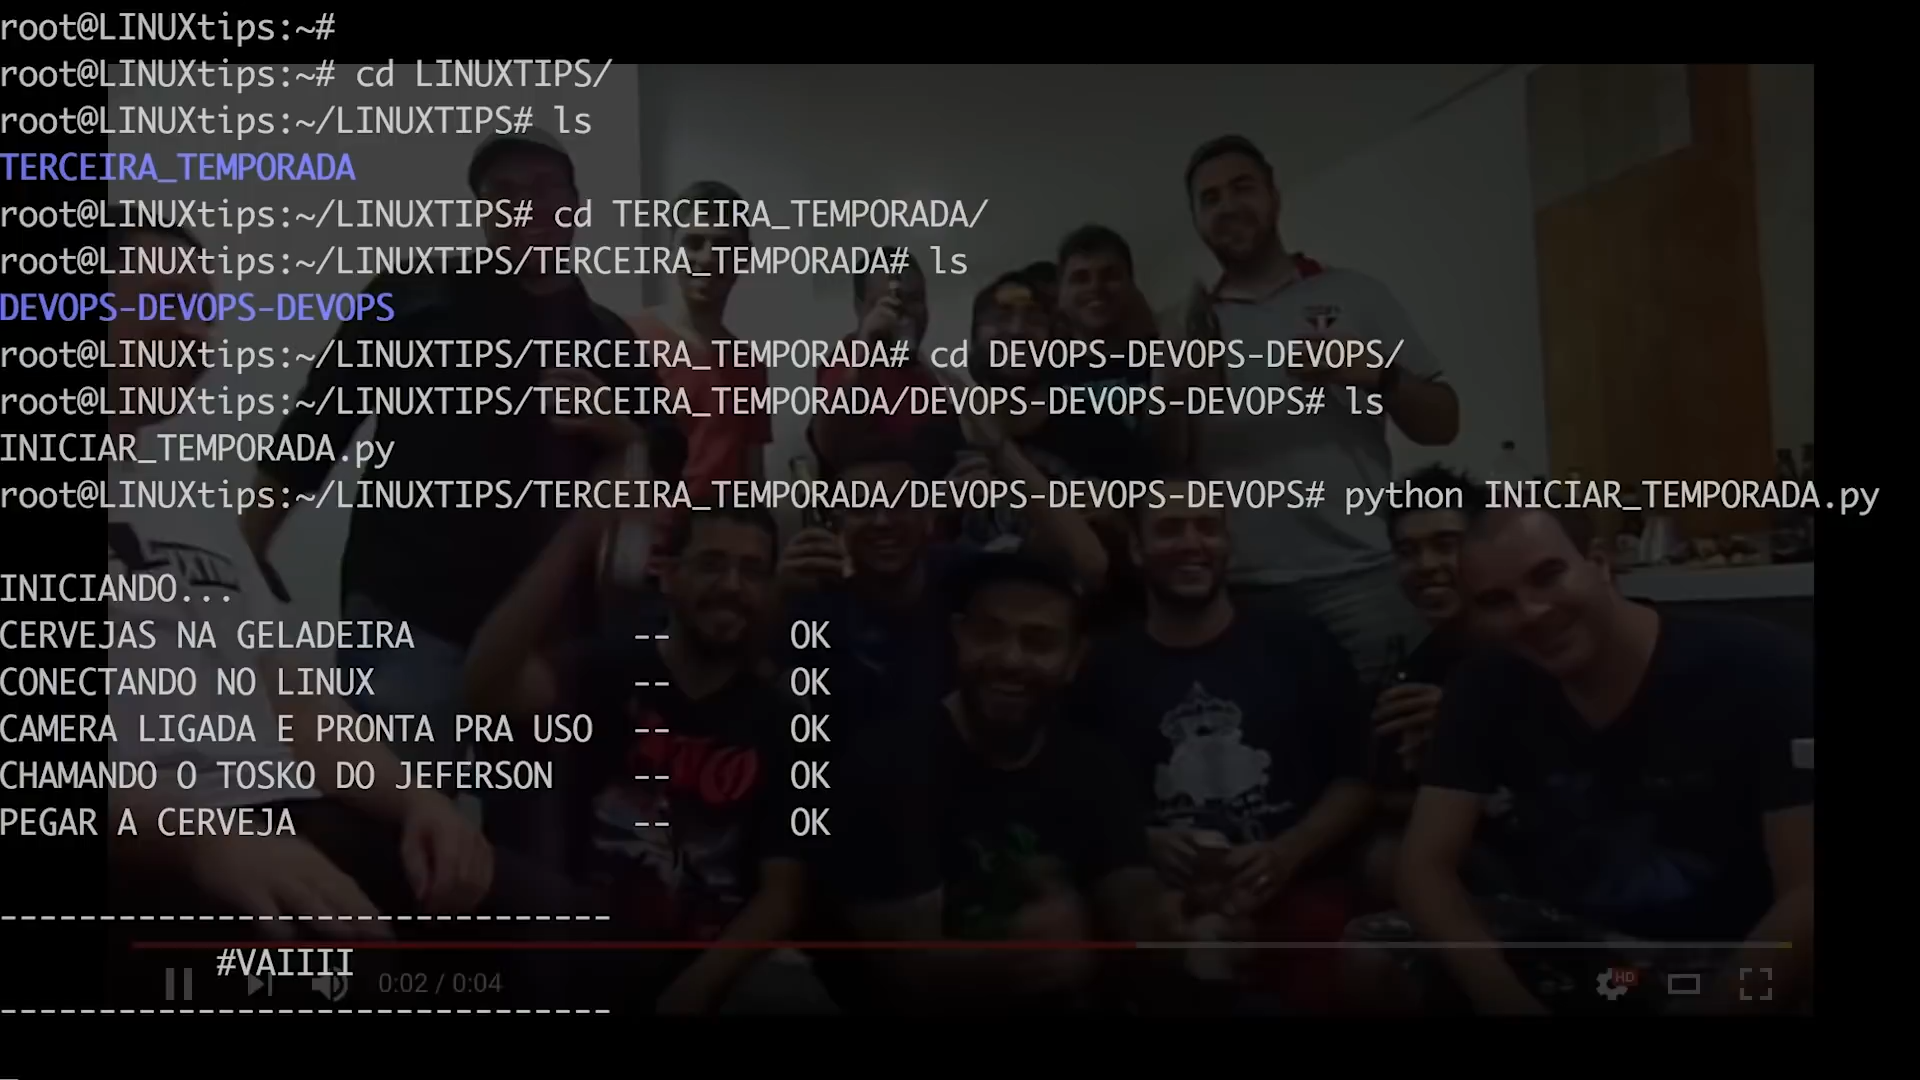 root@LINUXtips:~#
root@LINUXtips:~# cd LINUXTIPS/
root@LINUXtips:~/LINUXTIPS# ls
TERCEIRA_TEMPORADA
root@LINUXtips:~/LINUXTIPS# cd TERCEIRA_TEMPORADA/
root@LINUXtips:~/LINUXTIPS/TERCEIRA_TEMPORADA# ls
DEVOPS-DEVOPS-DEVOPS
root@LINUXtips:~/LINUXTIPS/TERCEIRA_TEMPORADA# cd DEVOPS-DEVOPS-DEVOPS/
root@LINUXtips:~/LINUXTIPS/TERCEIRA_TEMPORADA/DEVOPS-DEVOPS-DEVOPS# ls
INICIAR_TEMPORADA.py
root@LINUXtips:~/LINUXTIPS/TERCEIRA_TEMPORADA/DEVOPS-DEVOPS-DEVOPS# python INICIAR_TEMPORADA.py
INICIANDO...
CERVEJAS NA GELADEIRA -- OK
CONECTANDO NO LINUX -- OK
CAMERA LIGADA E PRONTA PRA USO -- OK
CHAMANDO O TOSKO DO JEFERSON -- OK
PEGAR A CERVEJA -- OK
-------------------------------
#VAIIII
0:02 / 0:04
HD
-------------------------------